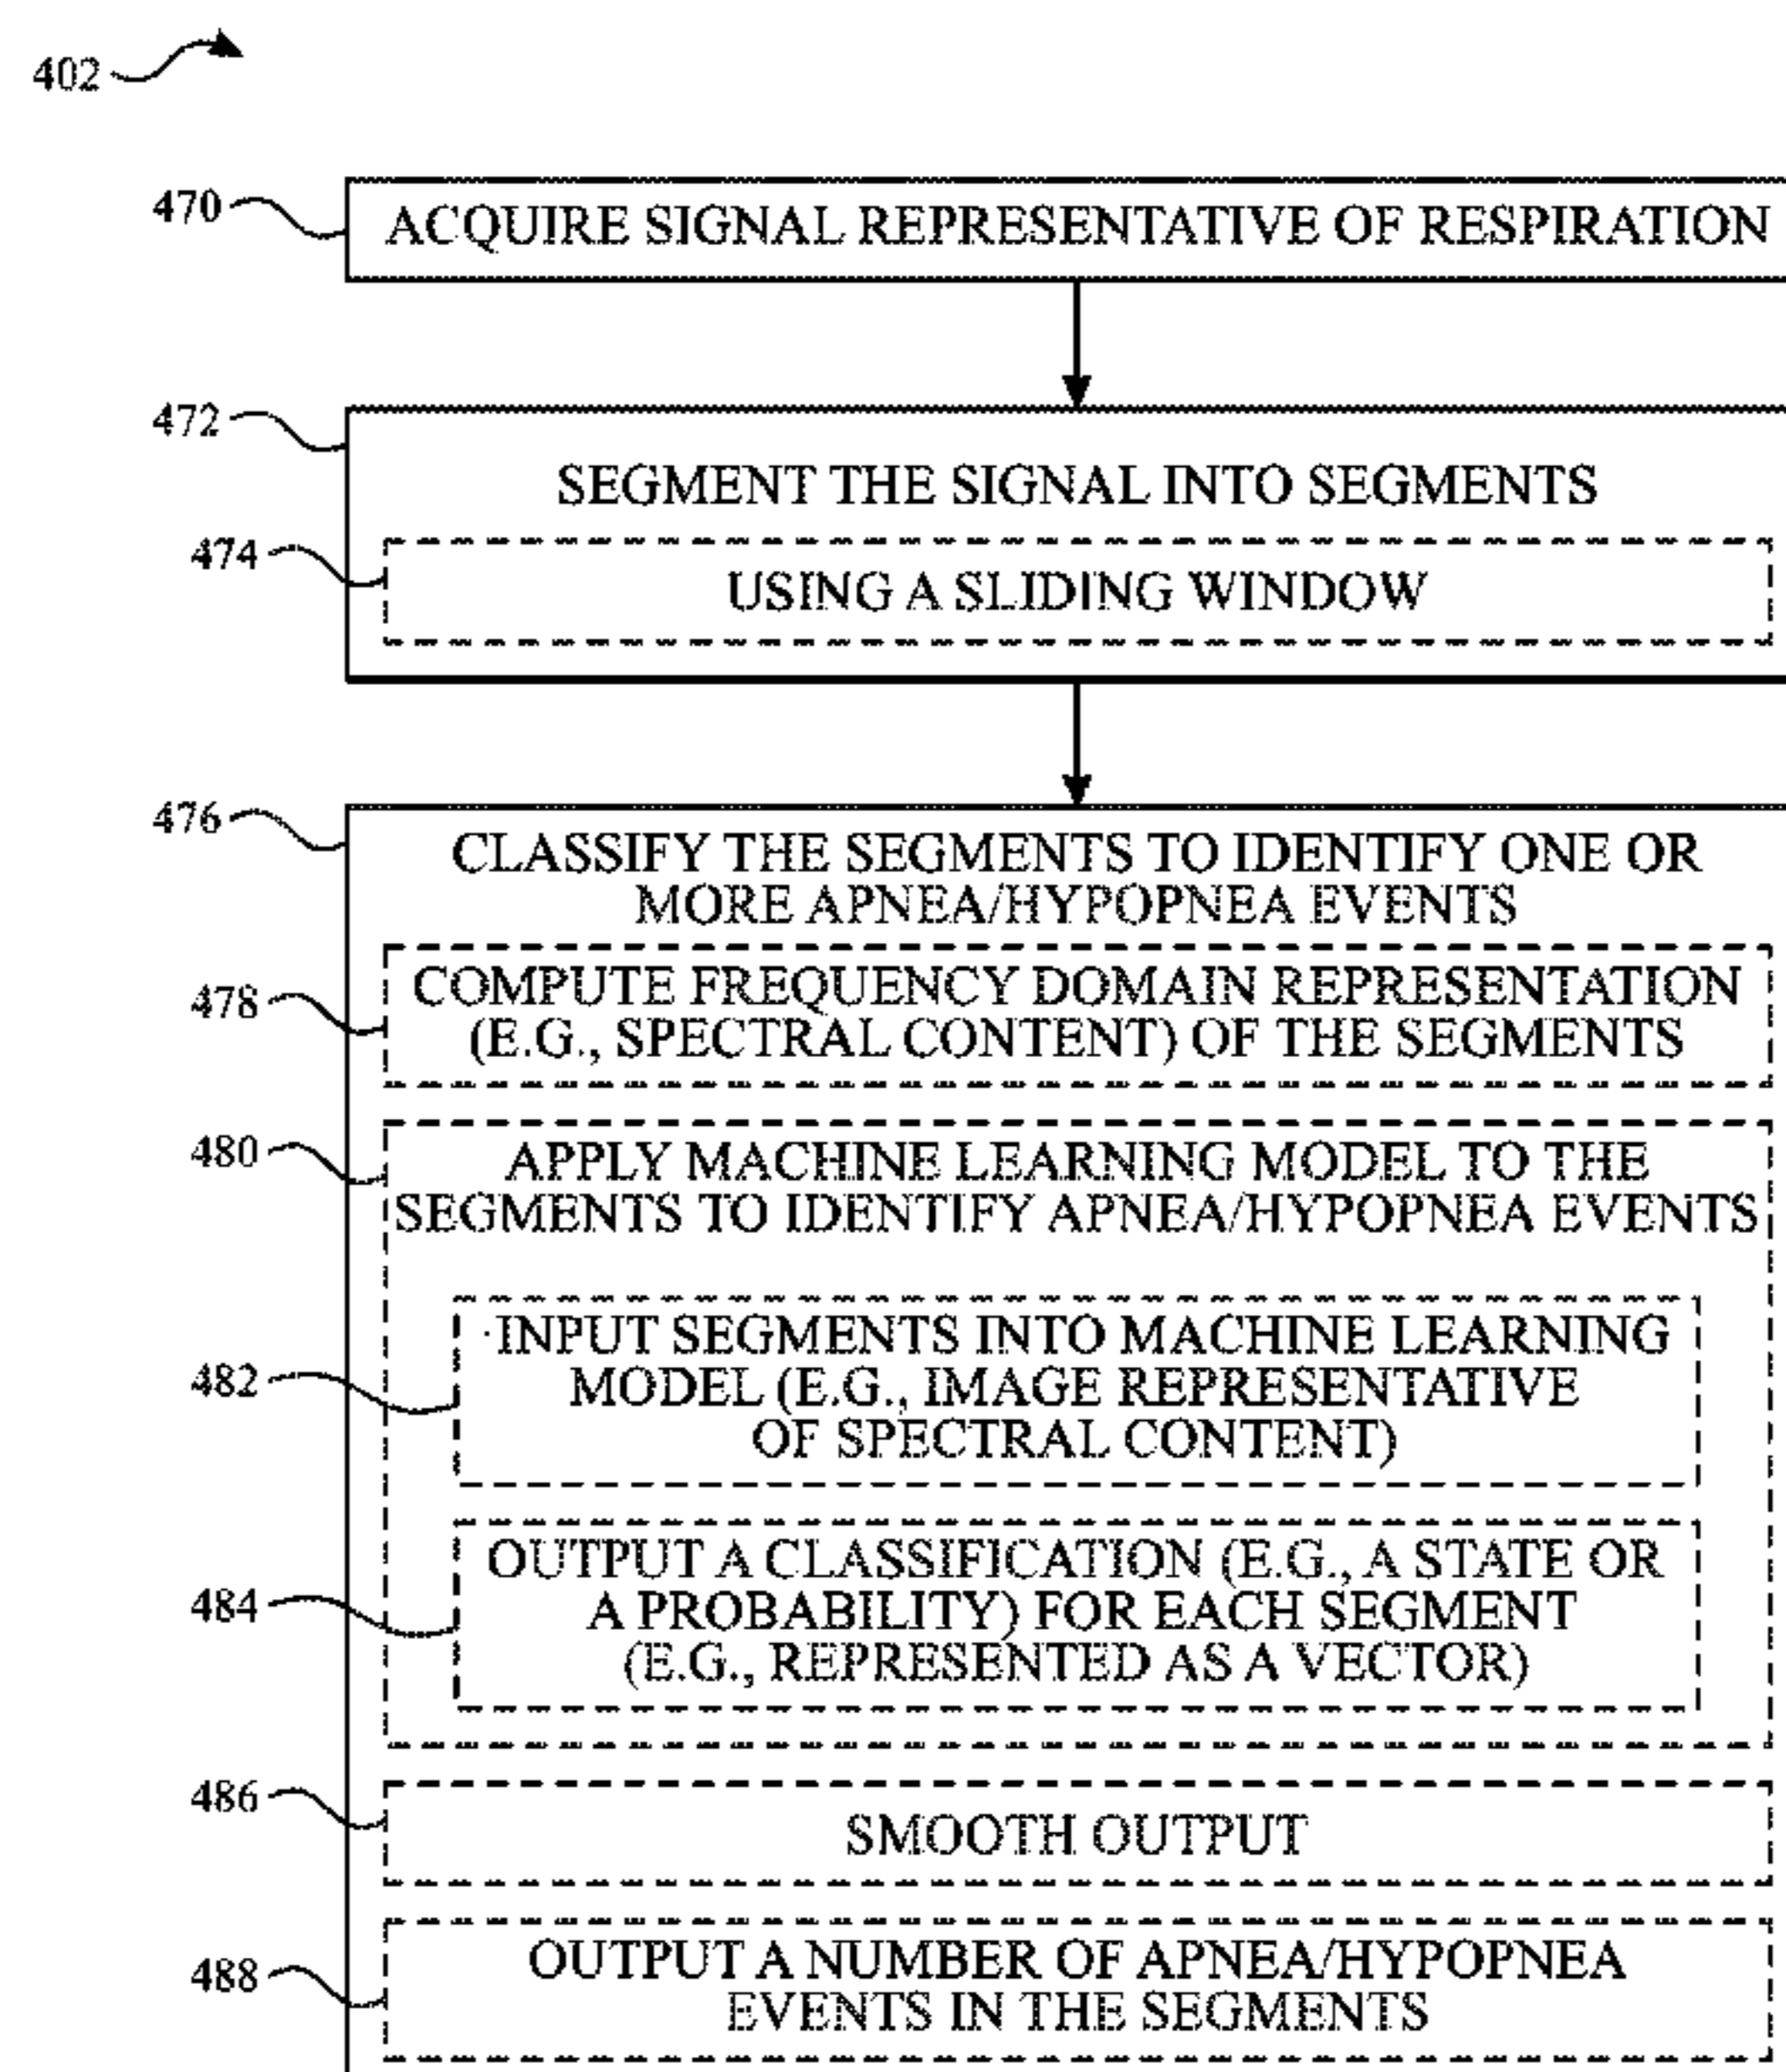 402
470
ACQUIRE SIGNAL REPRESENTATIVE OF RESPIRATION
472
SEGMENT THE SIGNAL INTO SEGMENTS
474
USING A SLIDING WINDOW
476
CLASSIFY THE SEGMENTS TO IDENTIFY ONE OR
MORE APNEA/HYPOPNEA EVENTS
478
COMPUTE FREQUENCY DOMAIN REPRESENTATION
(E.G., SPECTRAL CONTENT) OF THE SEGMENTS
480
APPLY MACHINE LEARNING MODEL TO THE
SEGMENTS TO IDENTIFY APNEA/HYPOPNEA EVENTS
482
INPUT SEGMENTS INTO MACHINE LEARNING
MODEL (E.G., IMAGE REPRESENTATIVE
OF SPECTRAL CONTENT)
484
OUTPUT A CLASSIFICATION (E.G., A STATE OR
A PROBABILITY) FOR EACH SEGMENT
(E.G., REPRESENTED AS A VECTOR)
486
SMOOTH OUTPUT
488
OUTPUT A NUMBER OF APNEA/HYPOPNEA
EVENTS IN THE SEGMENTS